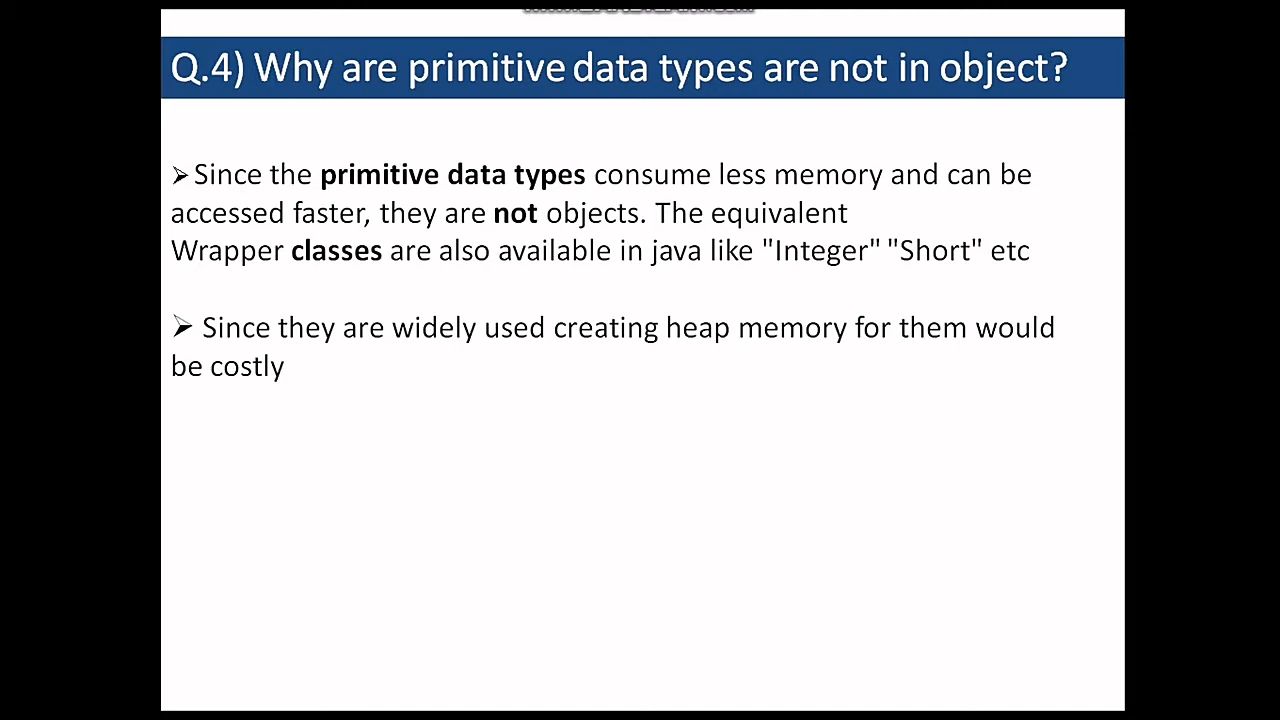 Q.4) Why are primitive data types are not in object?
➢ Since the primitive data types consume less memory and can be
accessed faster, they are not objects. The equivalent
Wrapper classes are also available in java like "Integer" "Short" etc
➢ Since they are widely used creating heap memory for them would
be costly